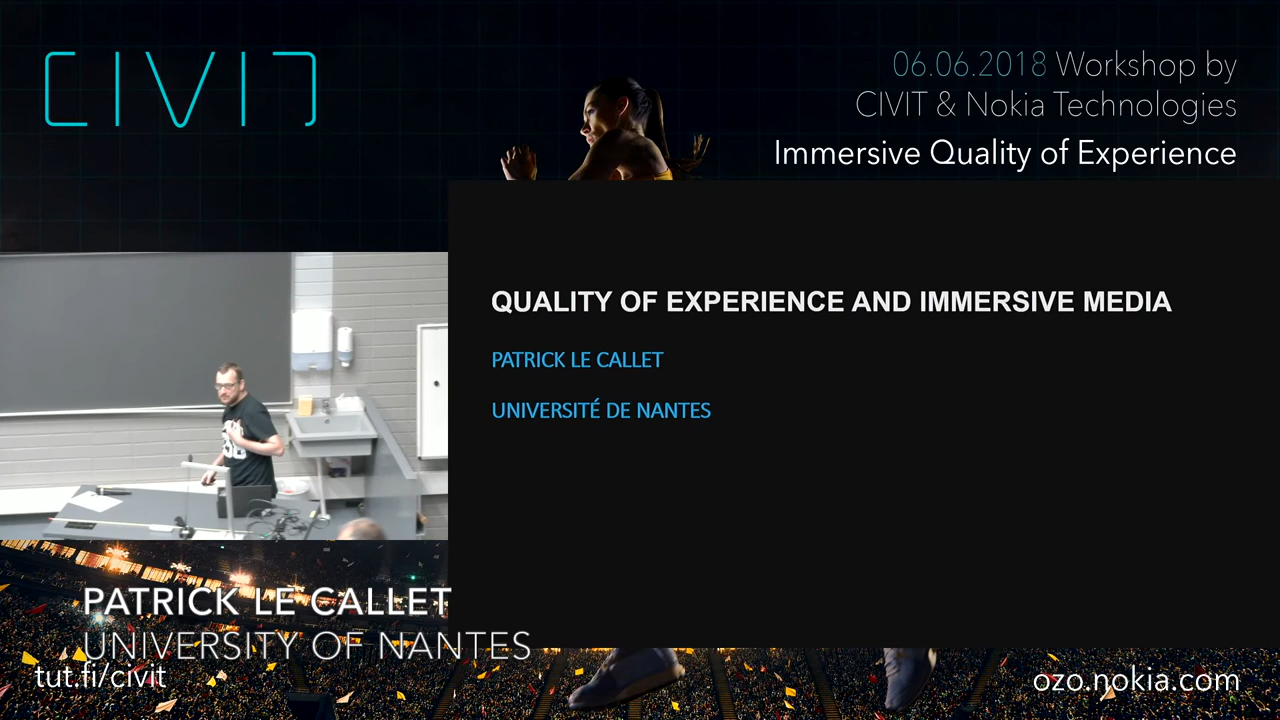 CIVIT
06.06.2018 Workshop by
CIVIT & Nokia Technologies
Immersive Quality of Experience
QUALITY OF EXPERIENCE AND IMMERSIVE MEDIA
PATRICK LE CALLET
UNIVERSITÉ DE NANTES
PATRICK LE CALLET
UNIVERSITY OF NANTES
tut.fi/civit
ozo.nokia.com